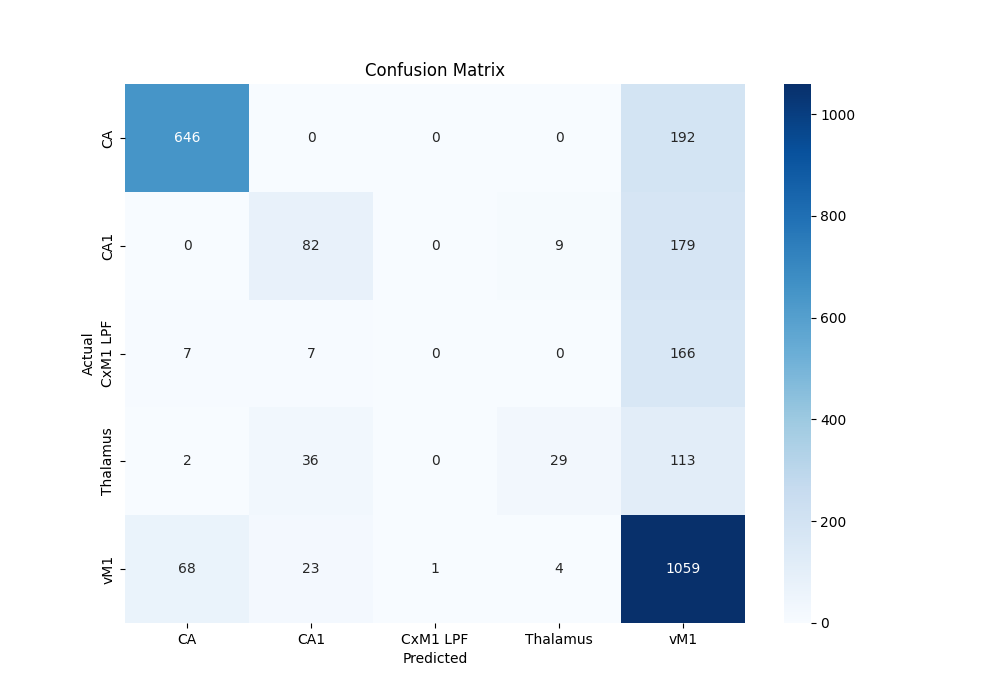 Confusion Matrix
Actual
CA
646
0
0
0
192
CA1
0
82
0
9
179
CxM1 LPF
7
7
0
0
166
Thalamus
2
36
0
29
113
vM1
68
23
1
4
1059
CA
CA1
CxM1 LPF
Thalamus
vM1
Predicted
1000
800
600
400
200
0